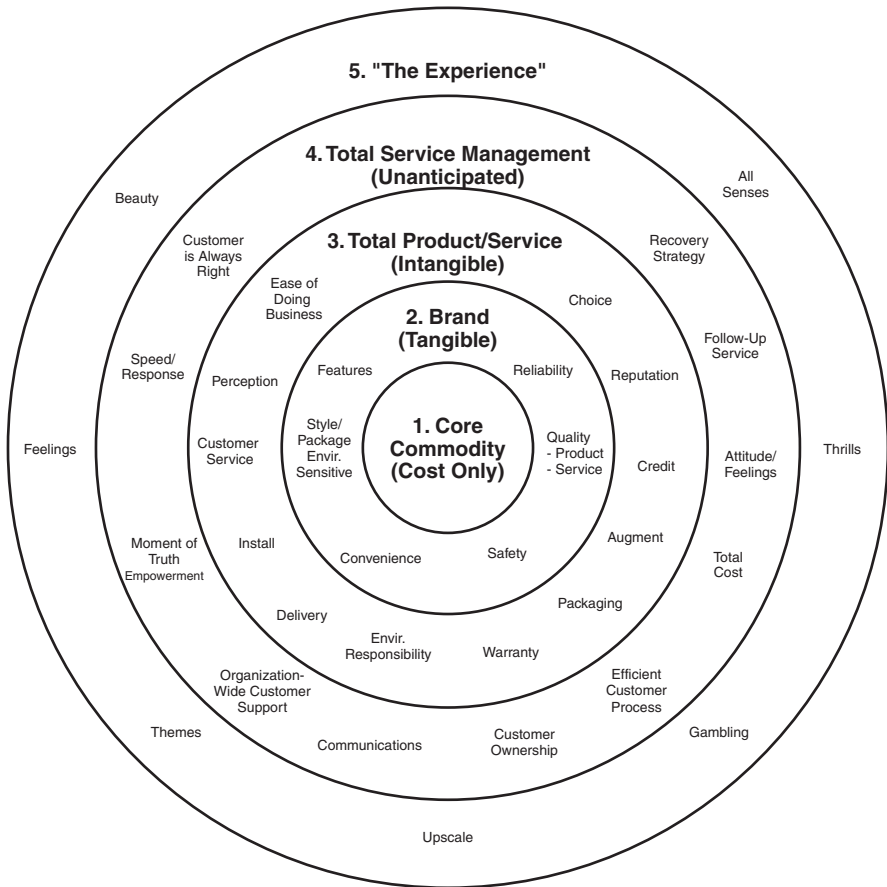 5. "The Experience"
4. Total Service Management
(Unanticipated)
All
Senses
Beauty
Customer
is Always
Right
3. Total Product/Service
(Intangible)
Recovery
Strategy
Ease of
Doing
Business
Choice
2. Brand
(Tangible)
Follow-Up
Service
Speed/
Response
Perception
Features
Reliability
Reputation
1. Core
Commodity
(Cost Only)
Style/
Package
Envir.
Sensitive
Quality
- Product
- Service
Feelings
Customer
Service
Credit
Attitude/
Feelings
Thrills
Moment of
Truth
Empowerment
Install
Convenience
Safety
Augment
Total
Cost
Delivery
Packaging
Envir.
Responsibility
Warranty
Organization-
Wide Customer
Support
Efficient
Customer
Process
Themes
Communications
Customer
Ownership
Gambling
Upscale